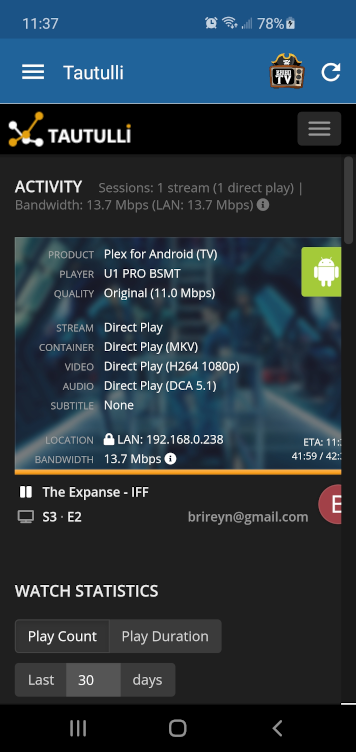 11:37
78%
Tautulli
TV
TAUTULLi
ACTIVITY Sessions: 1 stream (1 direct play) |
Bandwidth: 13.7 Mbps (LAN: 13.7 Mbps)
PRODUCT Plex for Android (TV)
PLAYER U1 PRO BSMT
QUALITY Original (11.0 Mbps)
STREAM Direct Play
CONTAINER Direct Play (MKV)
VIDEO Direct Play (H264 1080p)
AUDIO Direct Play (DCA 5.1)
SUBTITLE None
LOCATION LAN: 192.168.0.238
ETA: 11:
BANDWIDTH 13.7 Mbps
41:59 / 42:
The Expanse - IFF
S3 · E2
brireyn@gmail.com
WATCH STATISTICS
Play Count Play Duration
Last 30 days